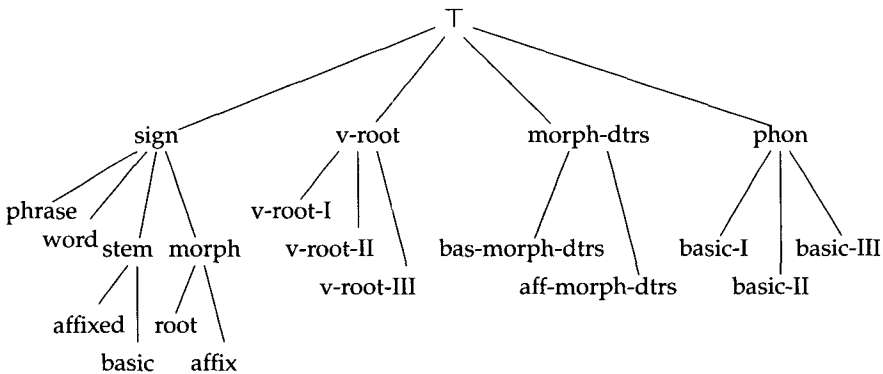 ⊤
sign v-root morph-dtrs phon
phrase
word
stem morph
v-root-I
v-root-II
v-root-III
bas-morph-dtrs
aff-morph-dtrs
basic-I
basic-II
basic-III
affixed
root
basic
affix